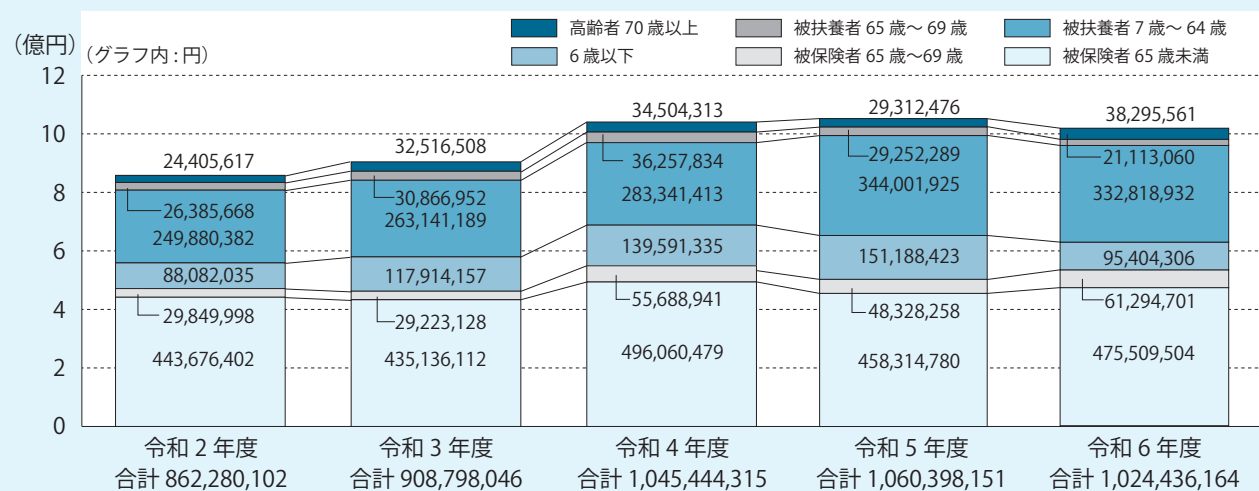 （億円）
（グラフ内：円）
高齢者 70 歳以上
被扶養者 65 歳～ 69 歳
被扶養者 7 歳～ 64 歳
6 歳以下
被保険者 65 歳～69 歳
被保険者 65 歳未満
12
10
8
6
4
2
0
24,405,617
26,385,668
249,880,382
88,082,035
29,849,998
443,676,402
32,516,508
30,866,952
263,141,189
117,914,157
29,223,128
435,136,112
34,504,313
36,257,834
283,341,413
139,591,335
55,688,941
496,060,479
29,312,476
29,252,289
344,001,925
151,188,423
48,328,258
458,314,780
38,295,561
21,113,060
332,818,932
95,404,306
61,294,701
475,509,504
令和 2 年度
合計 862,280,102
令和 3 年度
合計 908,798,046
令和 4 年度
合計 1,045,444,315
令和 5 年度
合計 1,060,398,151
令和 6 年度
合計 1,024,436,164